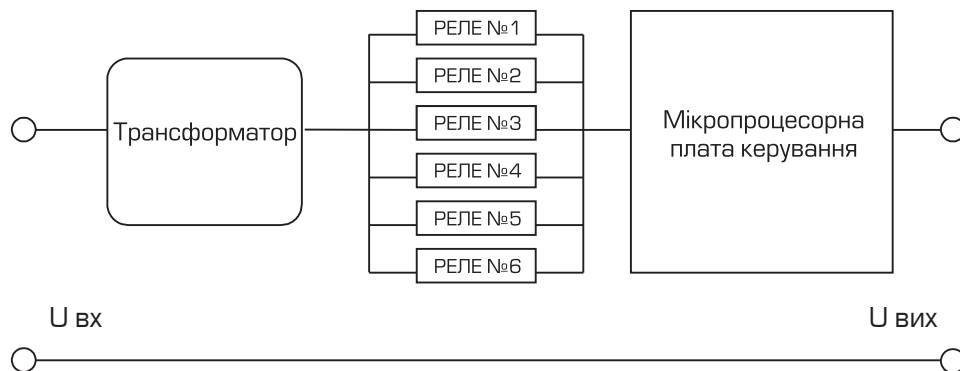 РЕЛЕ №1
РЕЛЕ №2
Трансформатор
РЕЛЕ №3
Мікропроцесорна
плата керування
РЕЛЕ №4
РЕЛЕ №5
РЕЛЕ №6
U вх
U вих